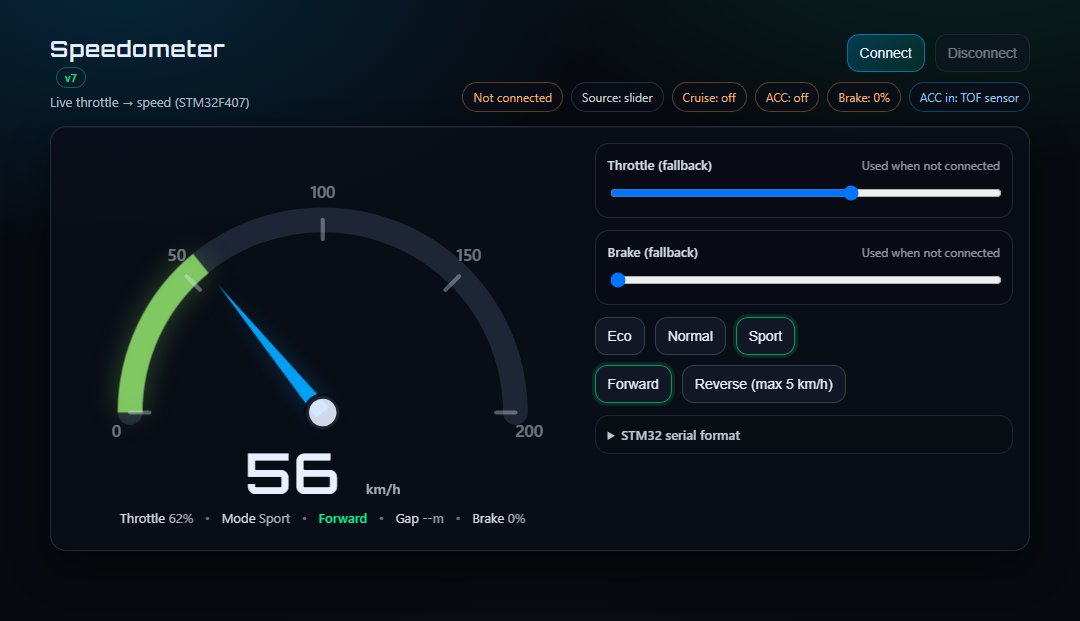 Speedometer
v7
Live throttle → speed (STM32F407)
Connect
Disconnect
Not connected
Source: slider
Cruise: off
ACC: off
Brake: 0%
ACC in: TOF sensor
0
50
100
150
200
56 km/h
Throttle 62% • Mode Sport • Forward • Gap --m • Brake 0%
Throttle (fallback)
Used when not connected
Brake (fallback)
Used when not connected
Eco
Normal
Sport
Forward
Reverse (max 5 km/h)
▶ STM32 serial format